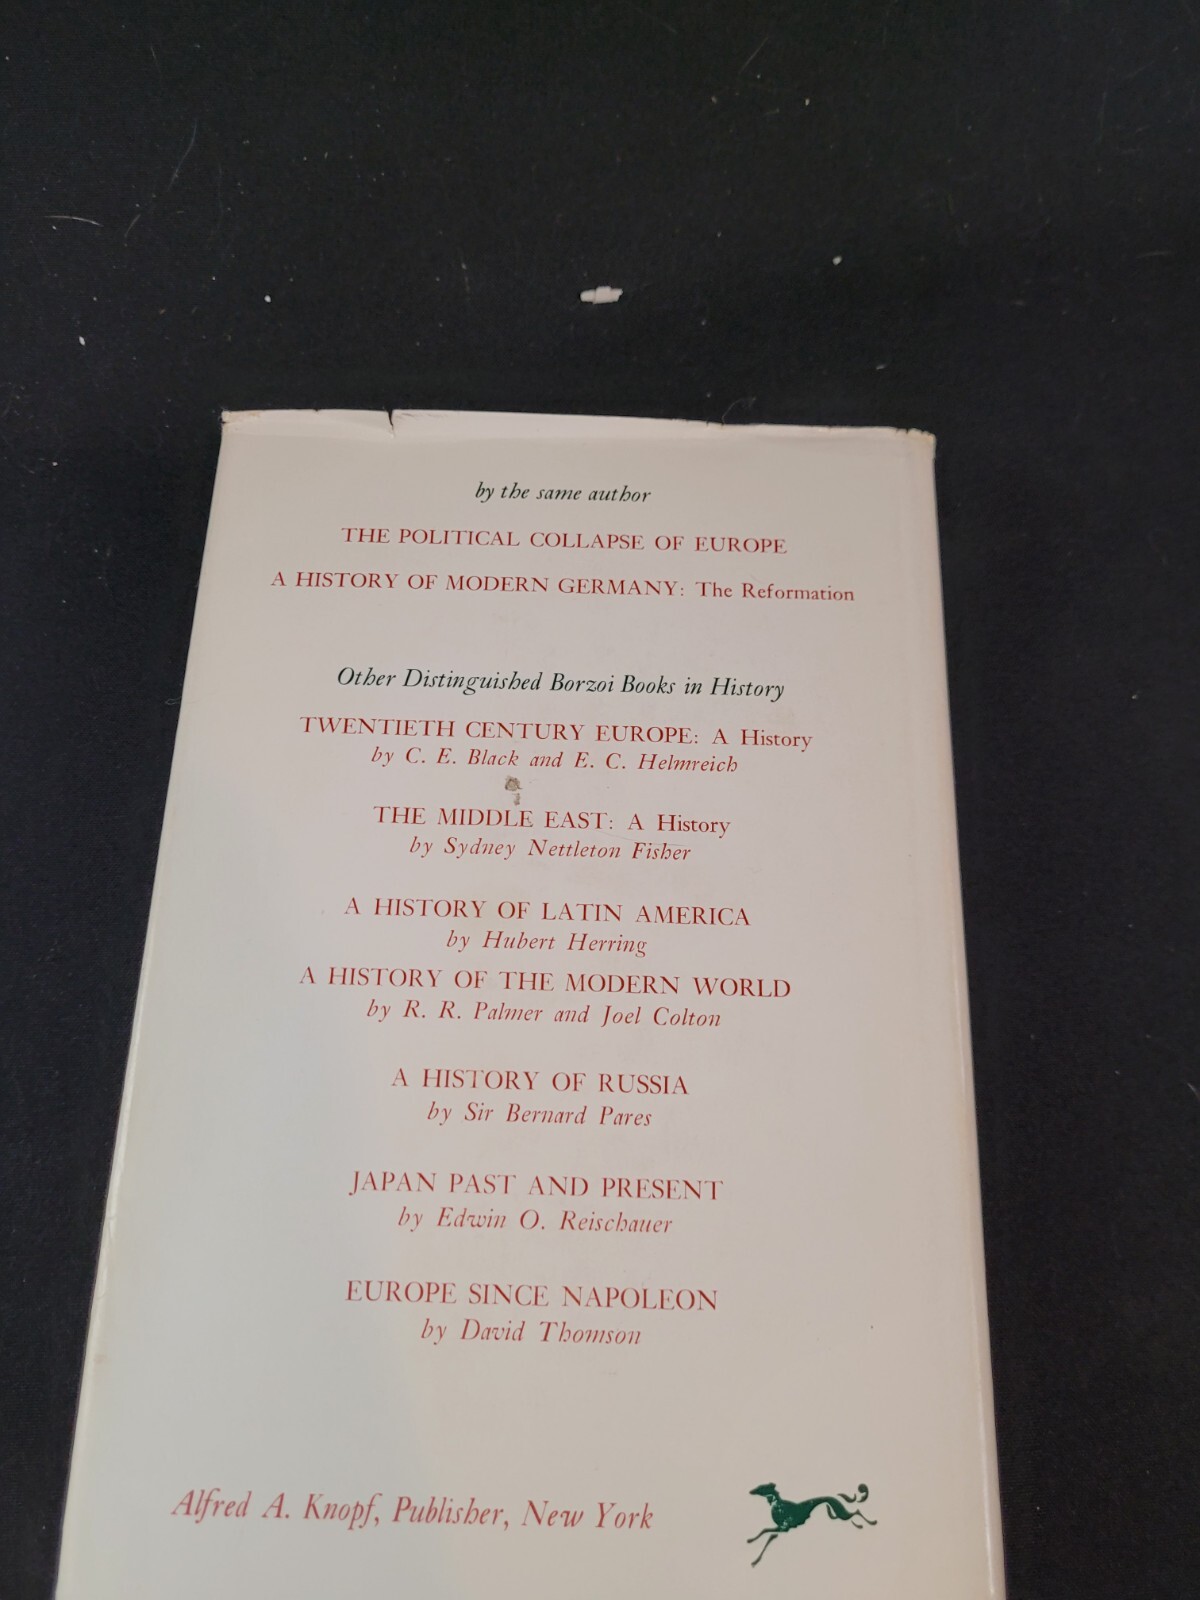 by the same author
THE POLITICAL COLLAPSE OF EUROPE
A HISTORY OF MODERN GERMANY: The Reformation
Other Distinguished Borzoi Books in History
TWENTIETH CENTURY EUROPE: A History
by C. E. Black and E. C. Helmreich
THE MIDDLE EAST: A History
by Sydney Nettleton Fisher
A HISTORY OF LATIN AMERICA
by Hubert Herring
A HISTORY OF THE MODERN WORLD
by R. R. Palmer and Joel Colton
A HISTORY OF RUSSIA
by Sir Bernard Pares
JAPAN PAST AND PRESENT
by Edwin O. Reischauer
EUROPE SINCE NAPOLEON
by David Thomson
Alfred A. Knopf, Publisher, New York